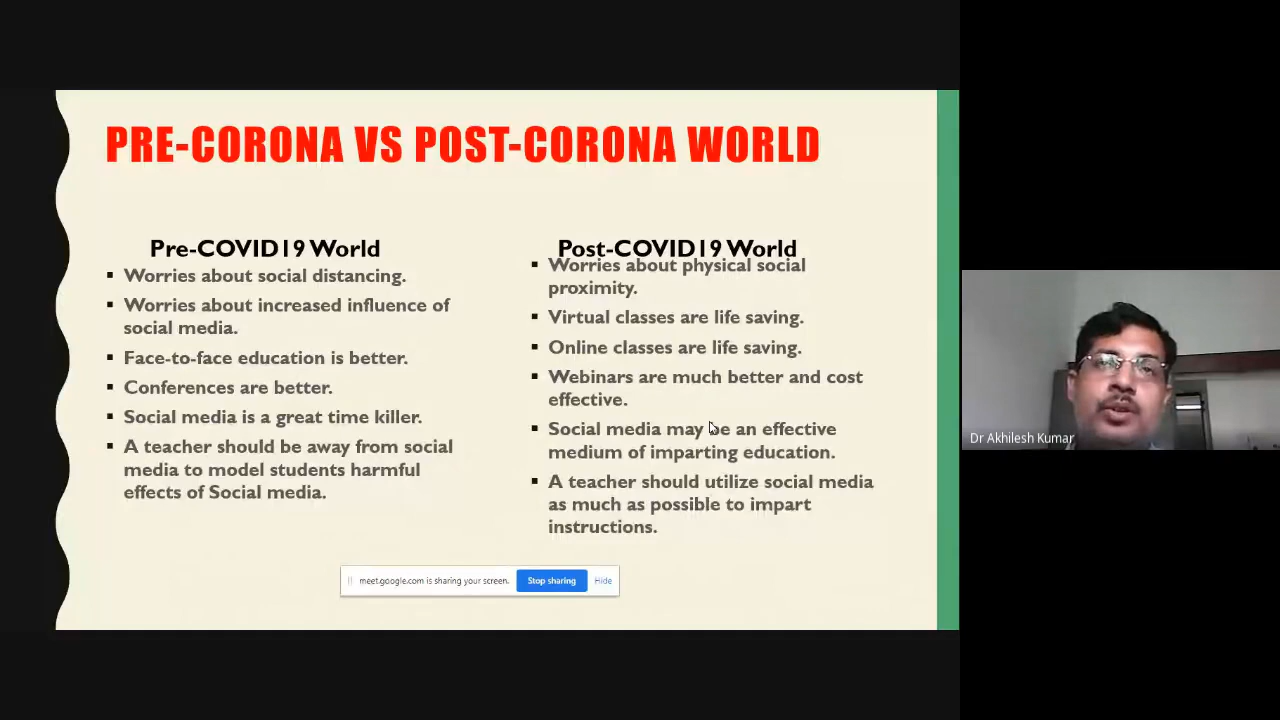 PRE-CORONA VS POST-CORONA WORLD
Pre-COVID19 World
Worries about social distancing.
Worries about increased influence of
social media.
Face-to-face education is better.
Conferences are better.
Social media is a great time killer.
A teacher should be away from social
media to model students harmful
effects of Social media.
Post-COVID19 World
Worries about physical social
proximity.
Virtual classes are life saving.
Online classes are life saving.
Webinars are much better and cost
effective.
Social media may be an effective
medium of imparting education.
A teacher should utilize social media
as much as possible to impart
instructions.
meet.google.com is sharing your screen.
Stop sharing
Hide
Dr Akhilesh Kumar